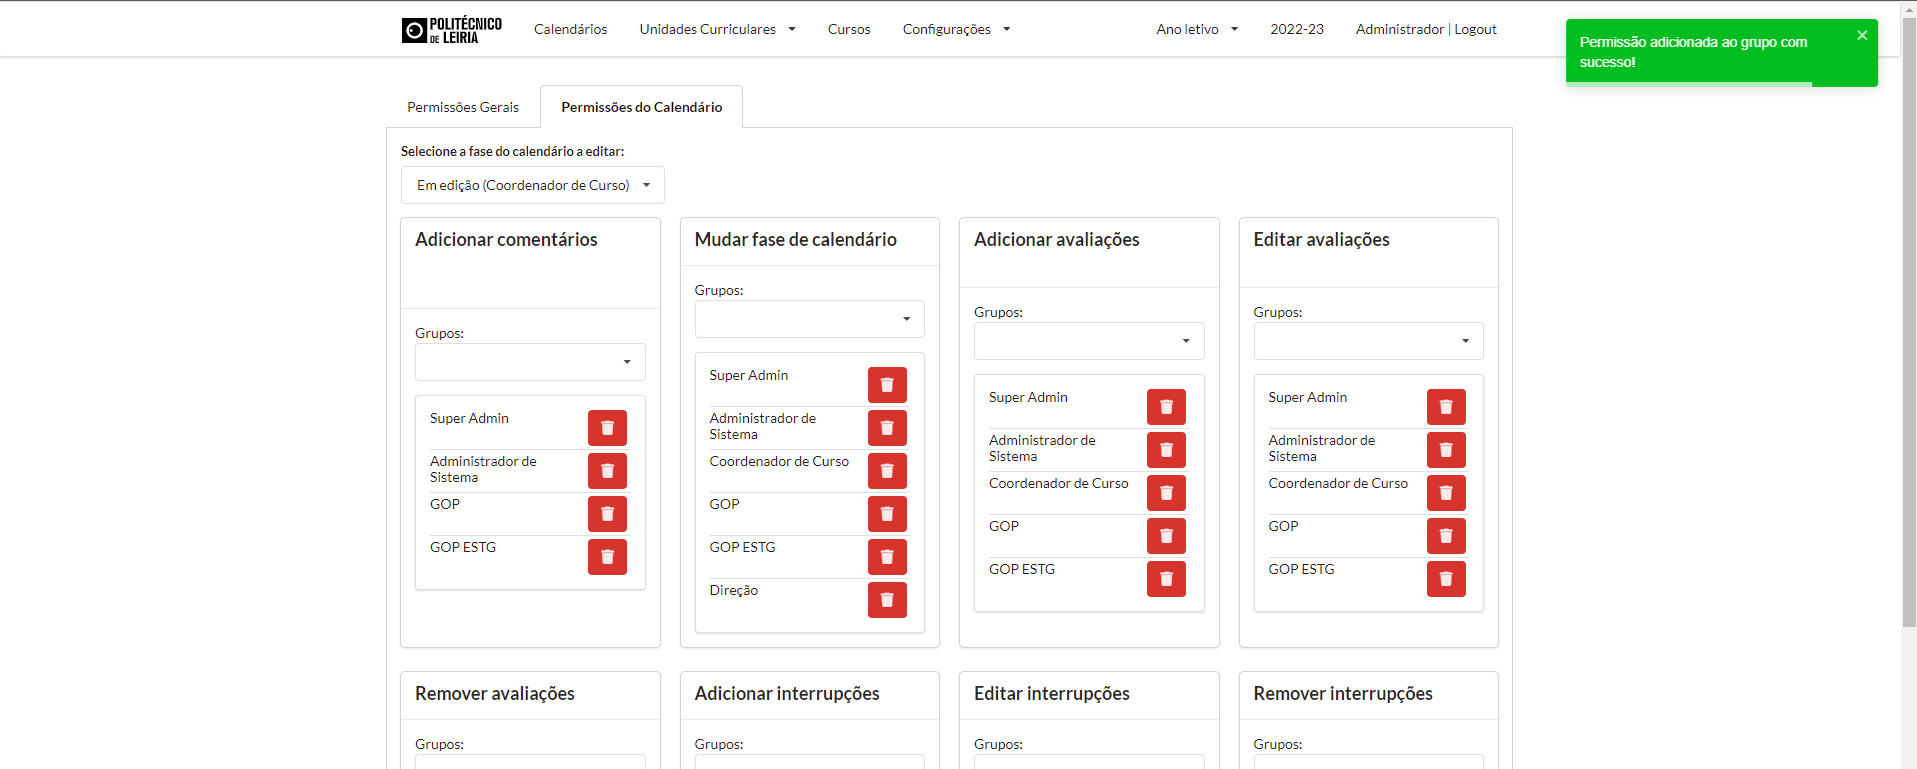 POLITÉCNICO
DE LEIRIA
Calendários
Unidades Curriculares
Cursos
Configurações
Ano letivo
2022-23
Administrador | Logout
Permissão adicionada ao grupo com
sucesso!
Permissões Gerais
Permissões do Calendário
Selecione a fase do calendário a editar:
Em edição (Coordenador de Curso)
Adicionar comentários
Grupos:
Super Admin
Administrador de
Sistema
GOP
GOP ESTG
Mudar fase de calendário
Grupos:
Super Admin
Administrador de
Sistema
Coordenador de Curso
GOP
GOP ESTG
Direção
Adicionar avaliações
Grupos:
Super Admin
Administrador de
Sistema
Coordenador de Curso
GOP
GOP ESTG
Editar avaliações
Grupos:
Super Admin
Administrador de
Sistema
Coordenador de Curso
GOP
GOP ESTG
Remover avaliações
Grupos:
Adicionar interrupções
Grupos:
Editar interrupções
Grupos:
Remover interrupções
Grupos: